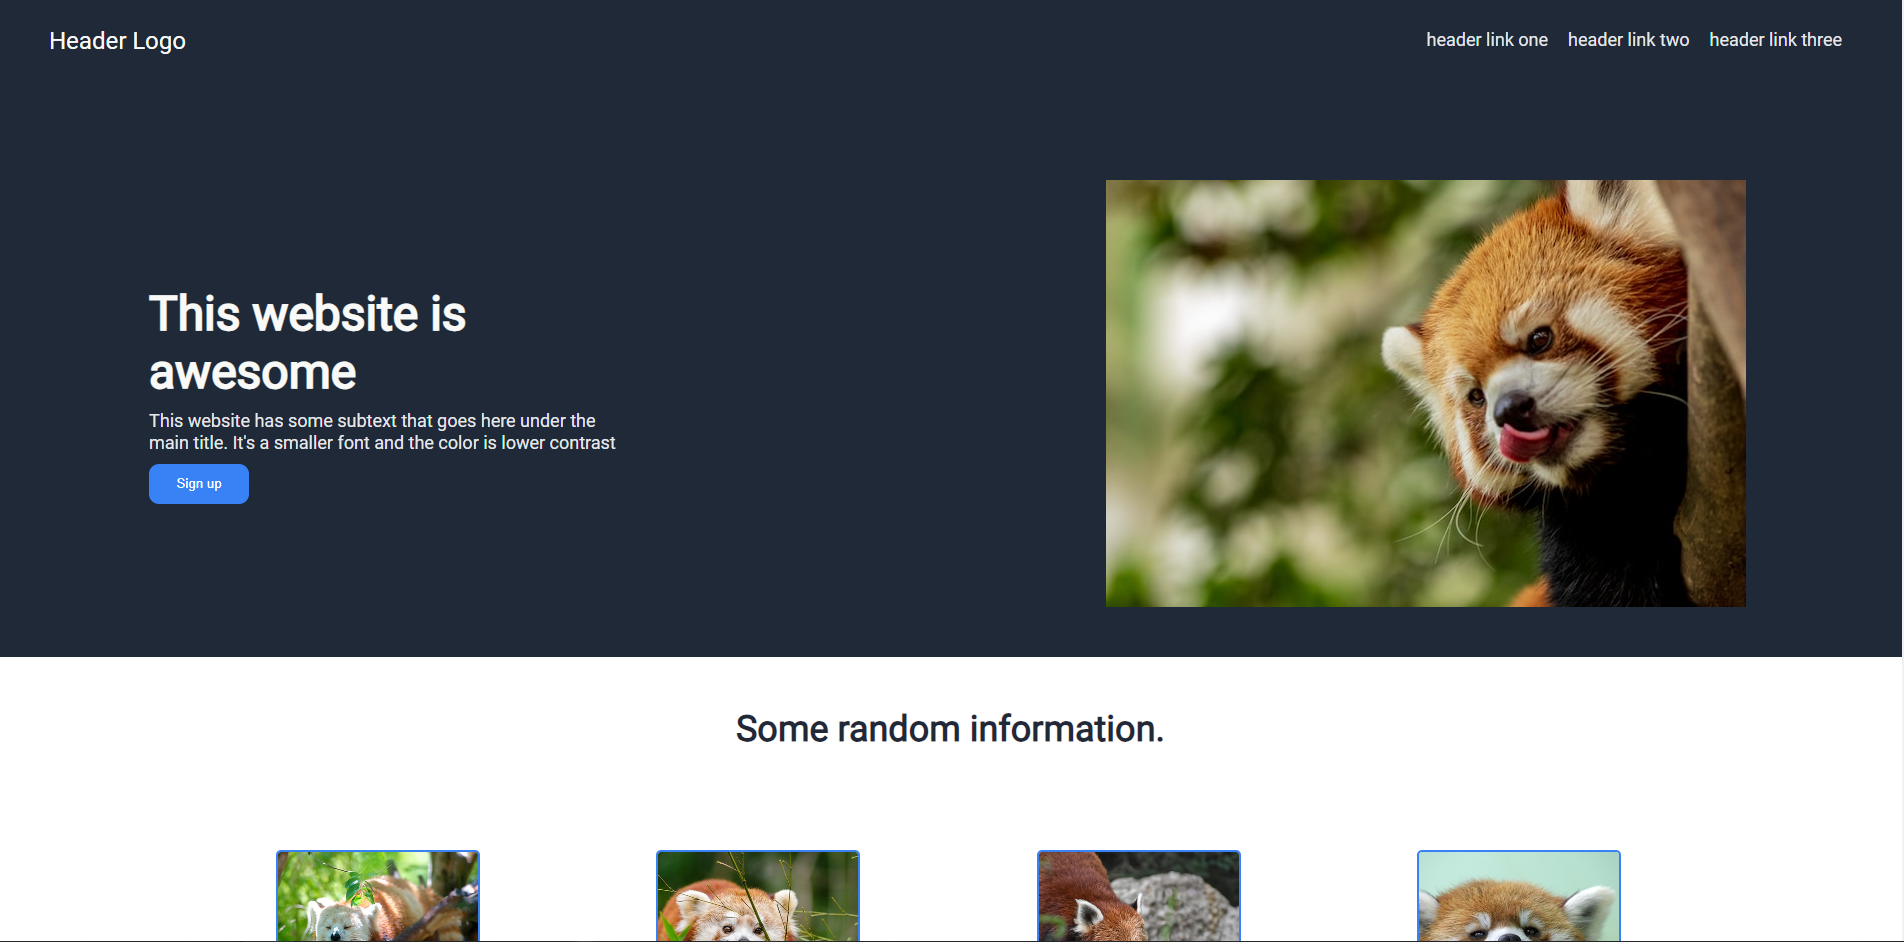 Header Logo
header link one
header link two
header link three
This website is
awesome
This website has some subtext that goes here under the
main title. It's a smaller font and the color is lower contrast
Sign up
Some random information.